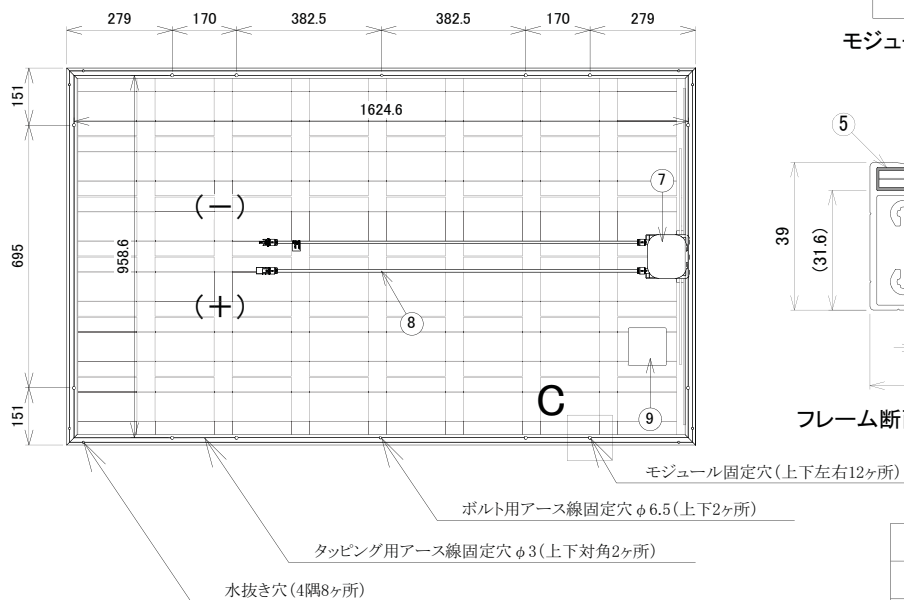 279
170
382.5
382.5
170
279
モジュー
151
1624.6
5
7
(－)
39
(31.6)
695
958.6
(＋)
8
151
C
9
フレーム断
モジュール固定穴(上下左右12ヶ所)
ボルト用アース線固定穴φ6.5(上下2ヶ所)
タッピング用アース線固定穴φ3(上下対角2ヶ所)
水抜き穴(4隅8ヶ所)